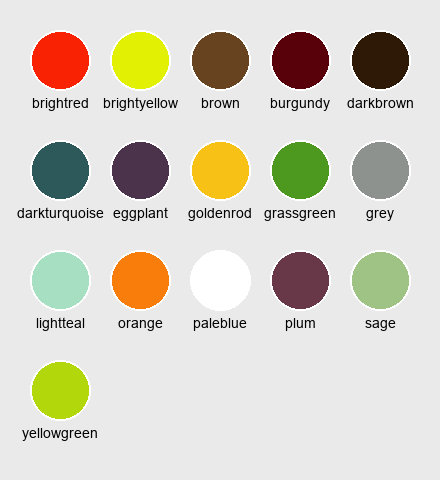 brightred brightyellow brown burgundy darkbrown
darkturquoise eggplant goldenrod grassgreen grey
lightteal orange paleblue plum sage
yellowgreen